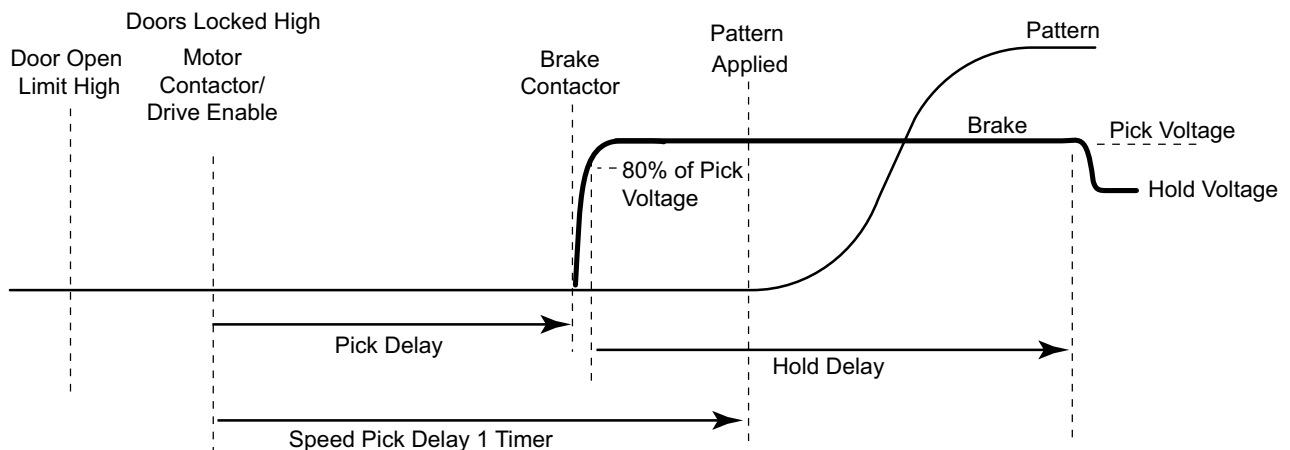 Doors Locked High
Door Open
Limit High
Motor
Contactor/
Drive Enable
Brake
Contactor
Pattern
Applied
Pattern
Brake
Pick Voltage
80% of Pick
Voltage
Hold Voltage
Pick Delay
Hold Delay
Speed Pick Delay 1 Timer